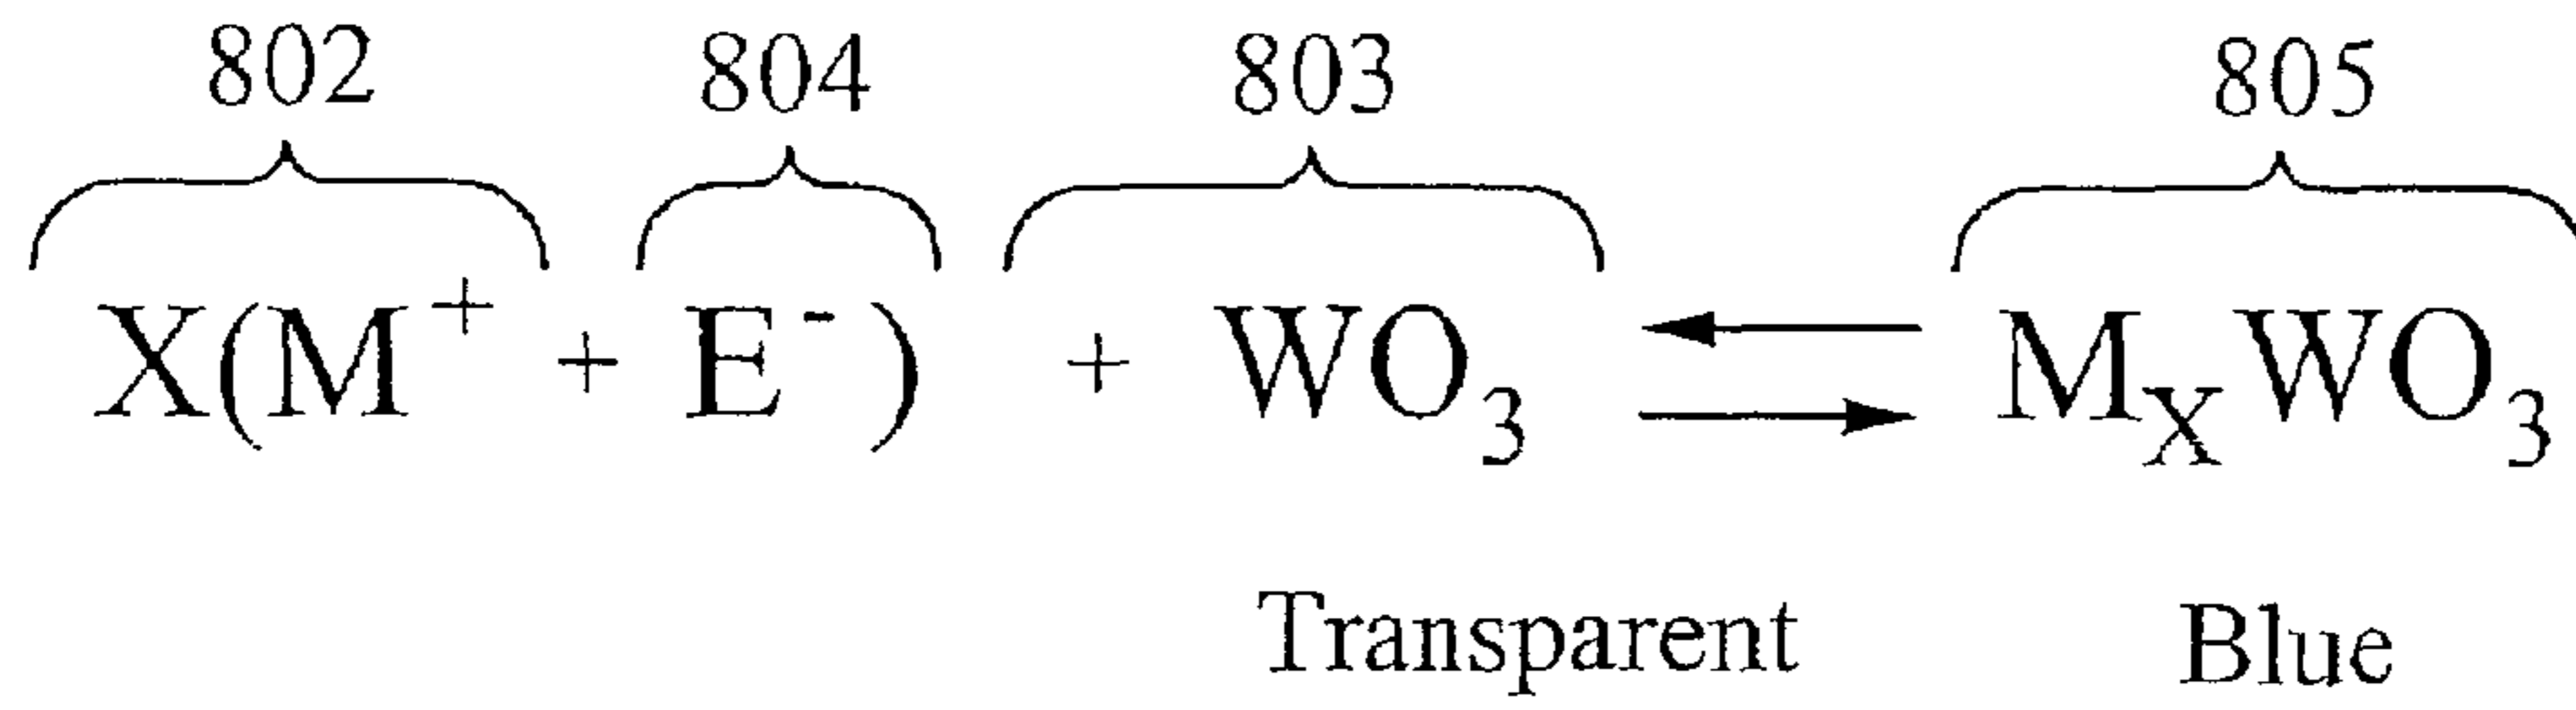 802 804 803 805
X(M⁺ + E⁻) + WO₃ ⇄ MₓWO₃
Transparent Blue